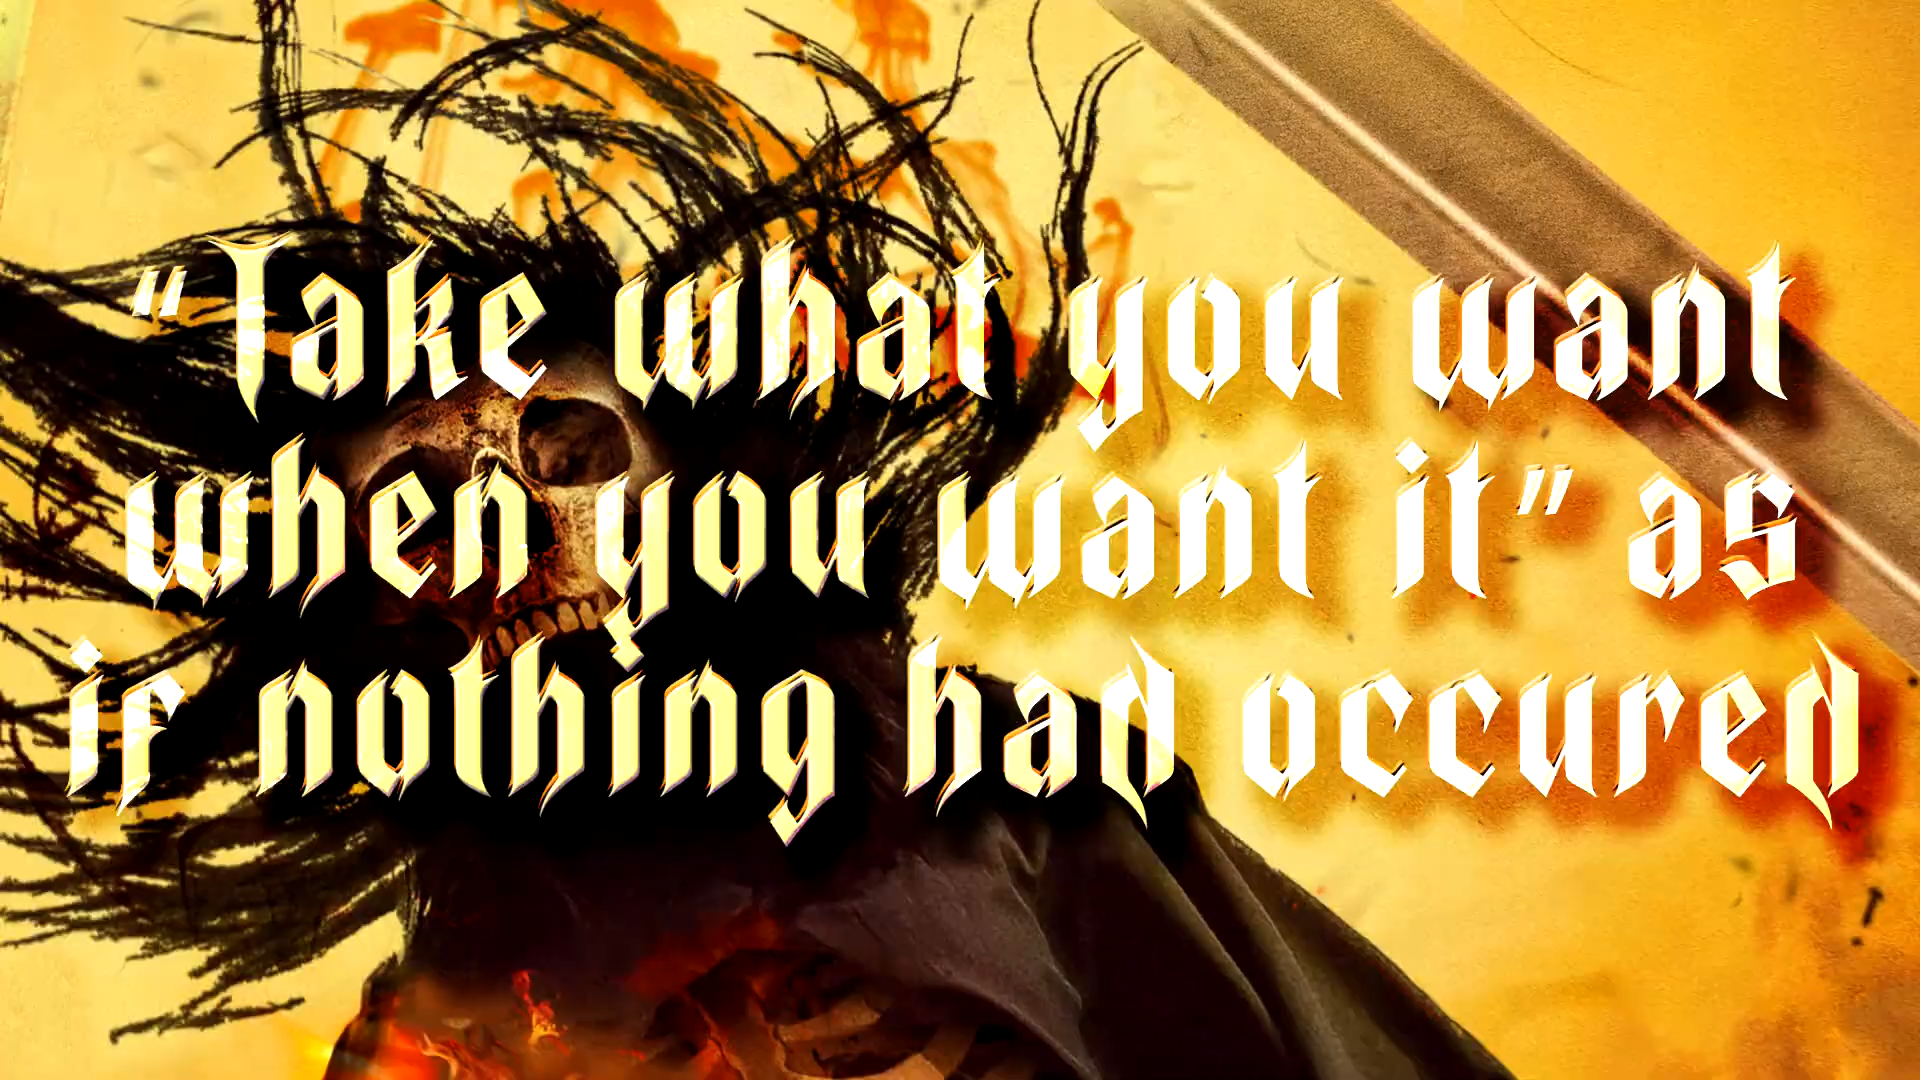 "Take what you want
when you want it" as
if nothing had occured